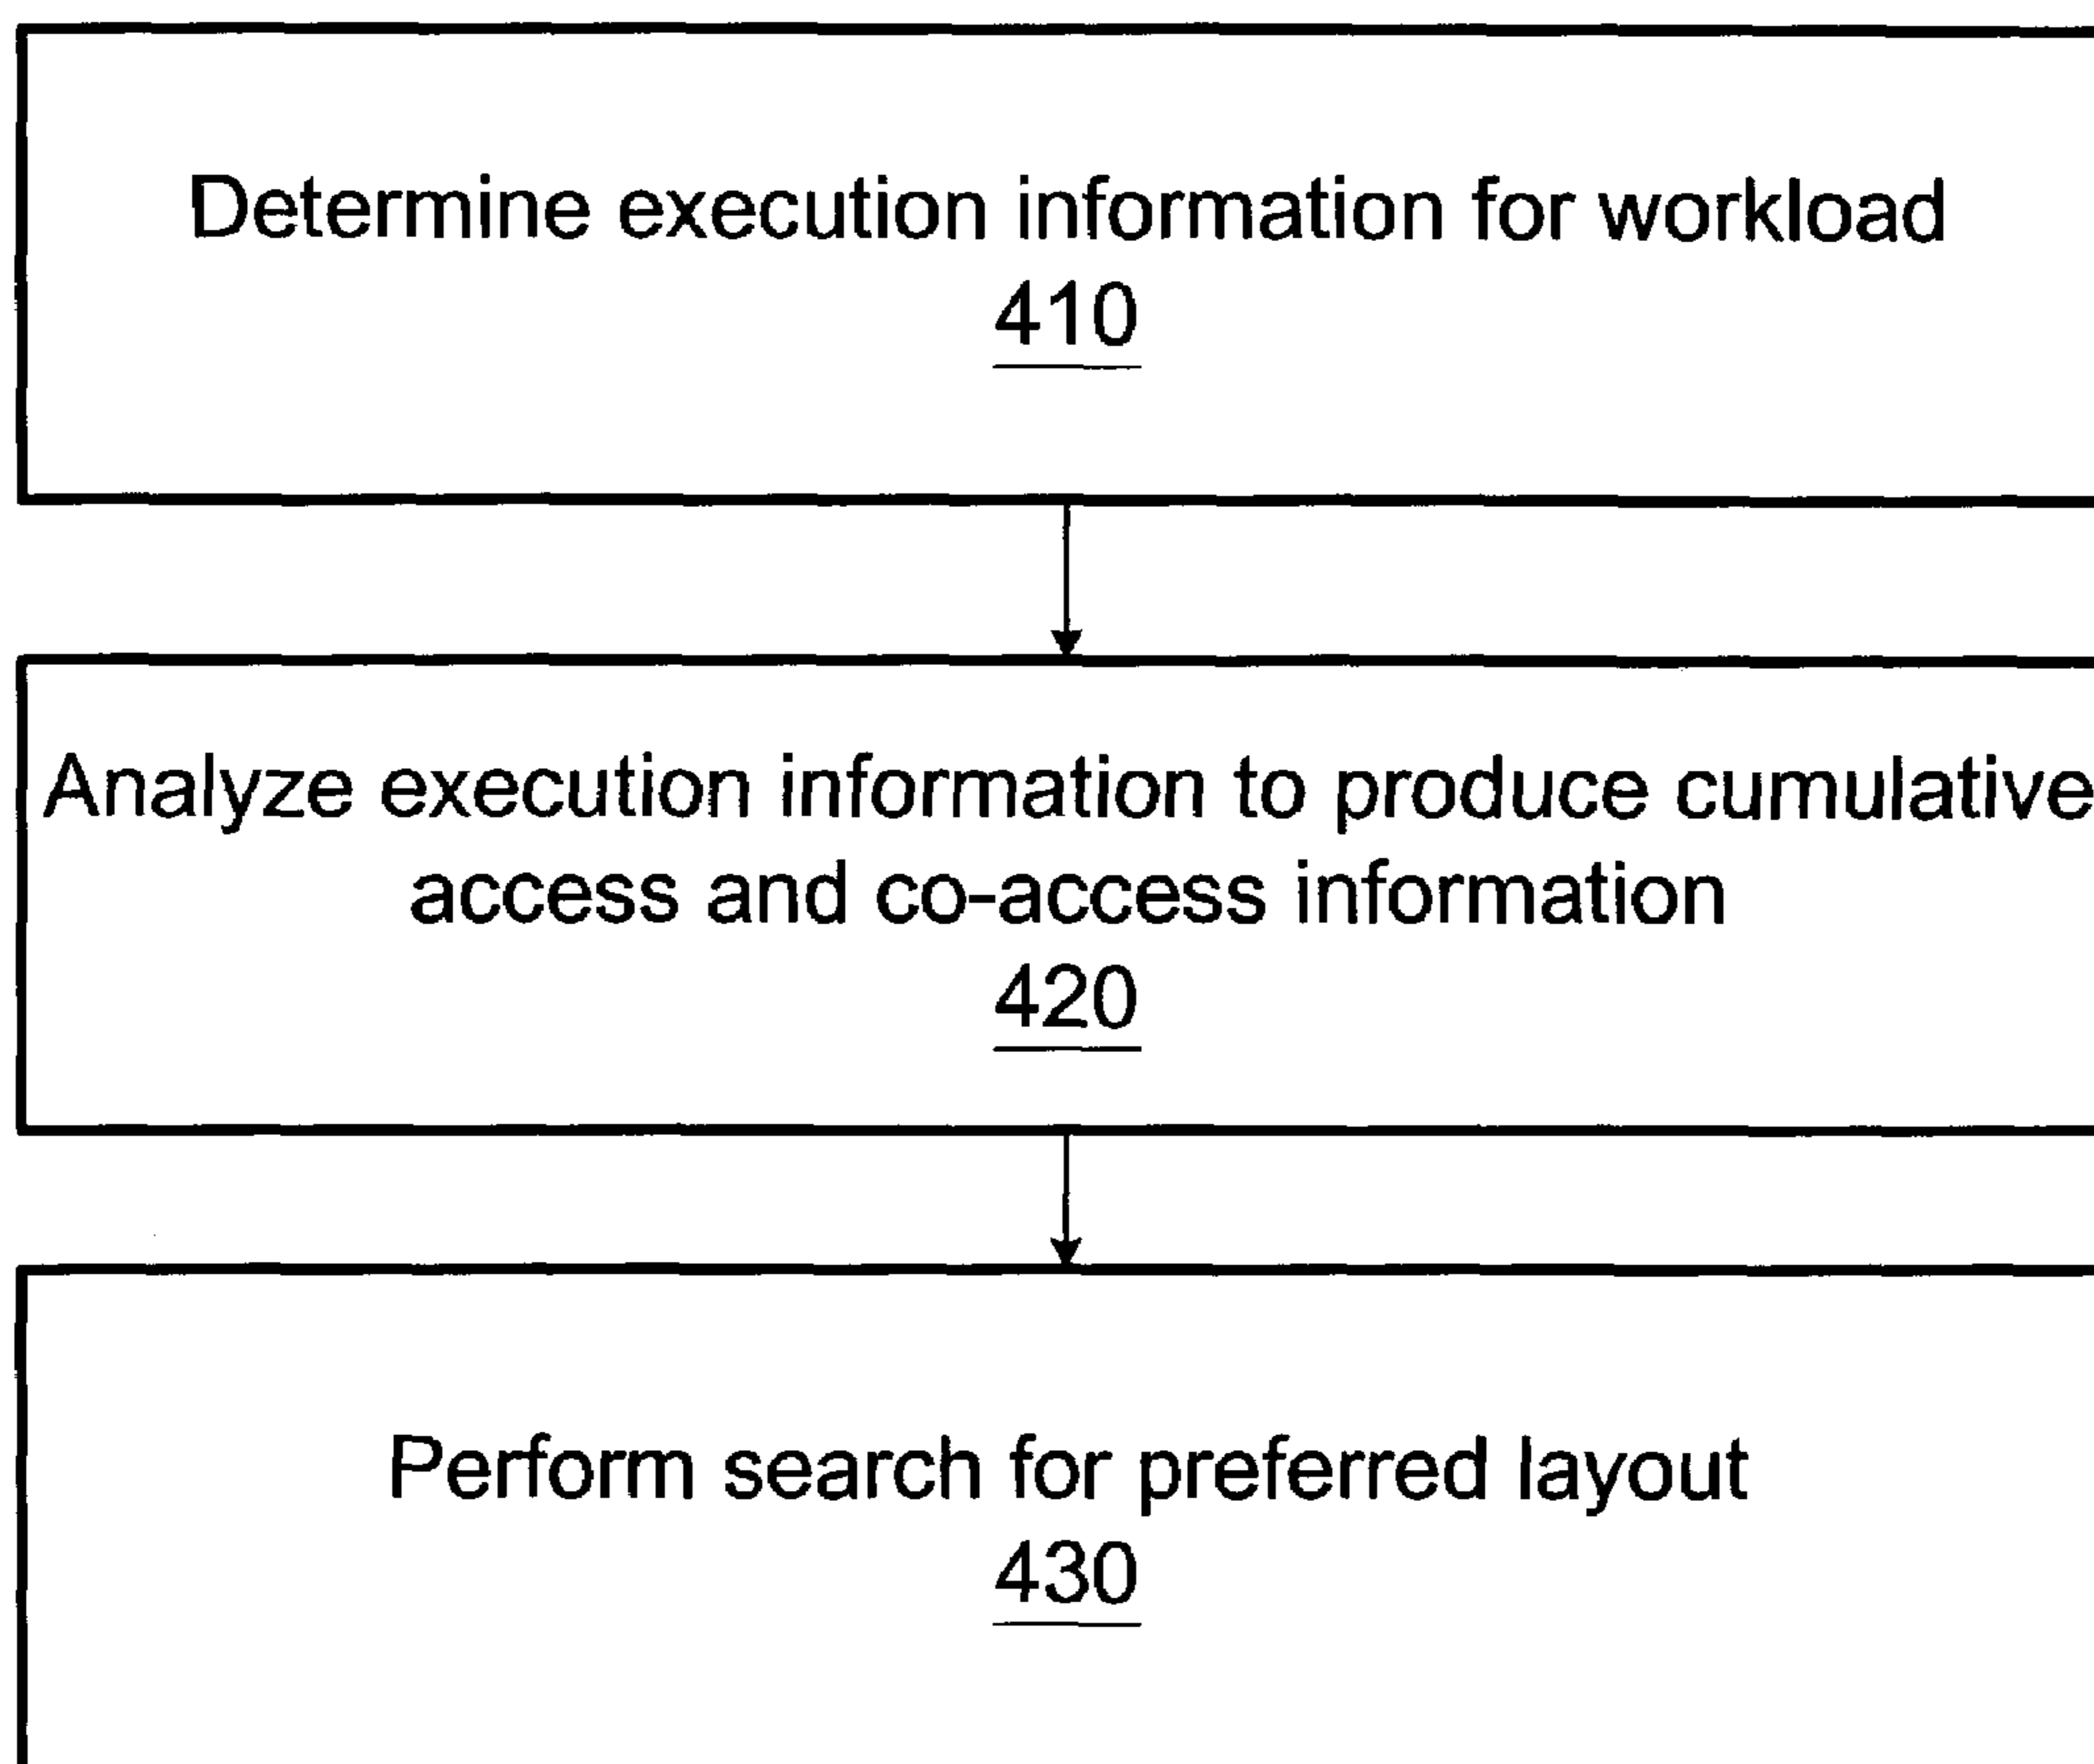 Determine execution information for workload
410
Analyze execution information to produce cumulative
access and co-access information
420
Perform search for preferred layout
430